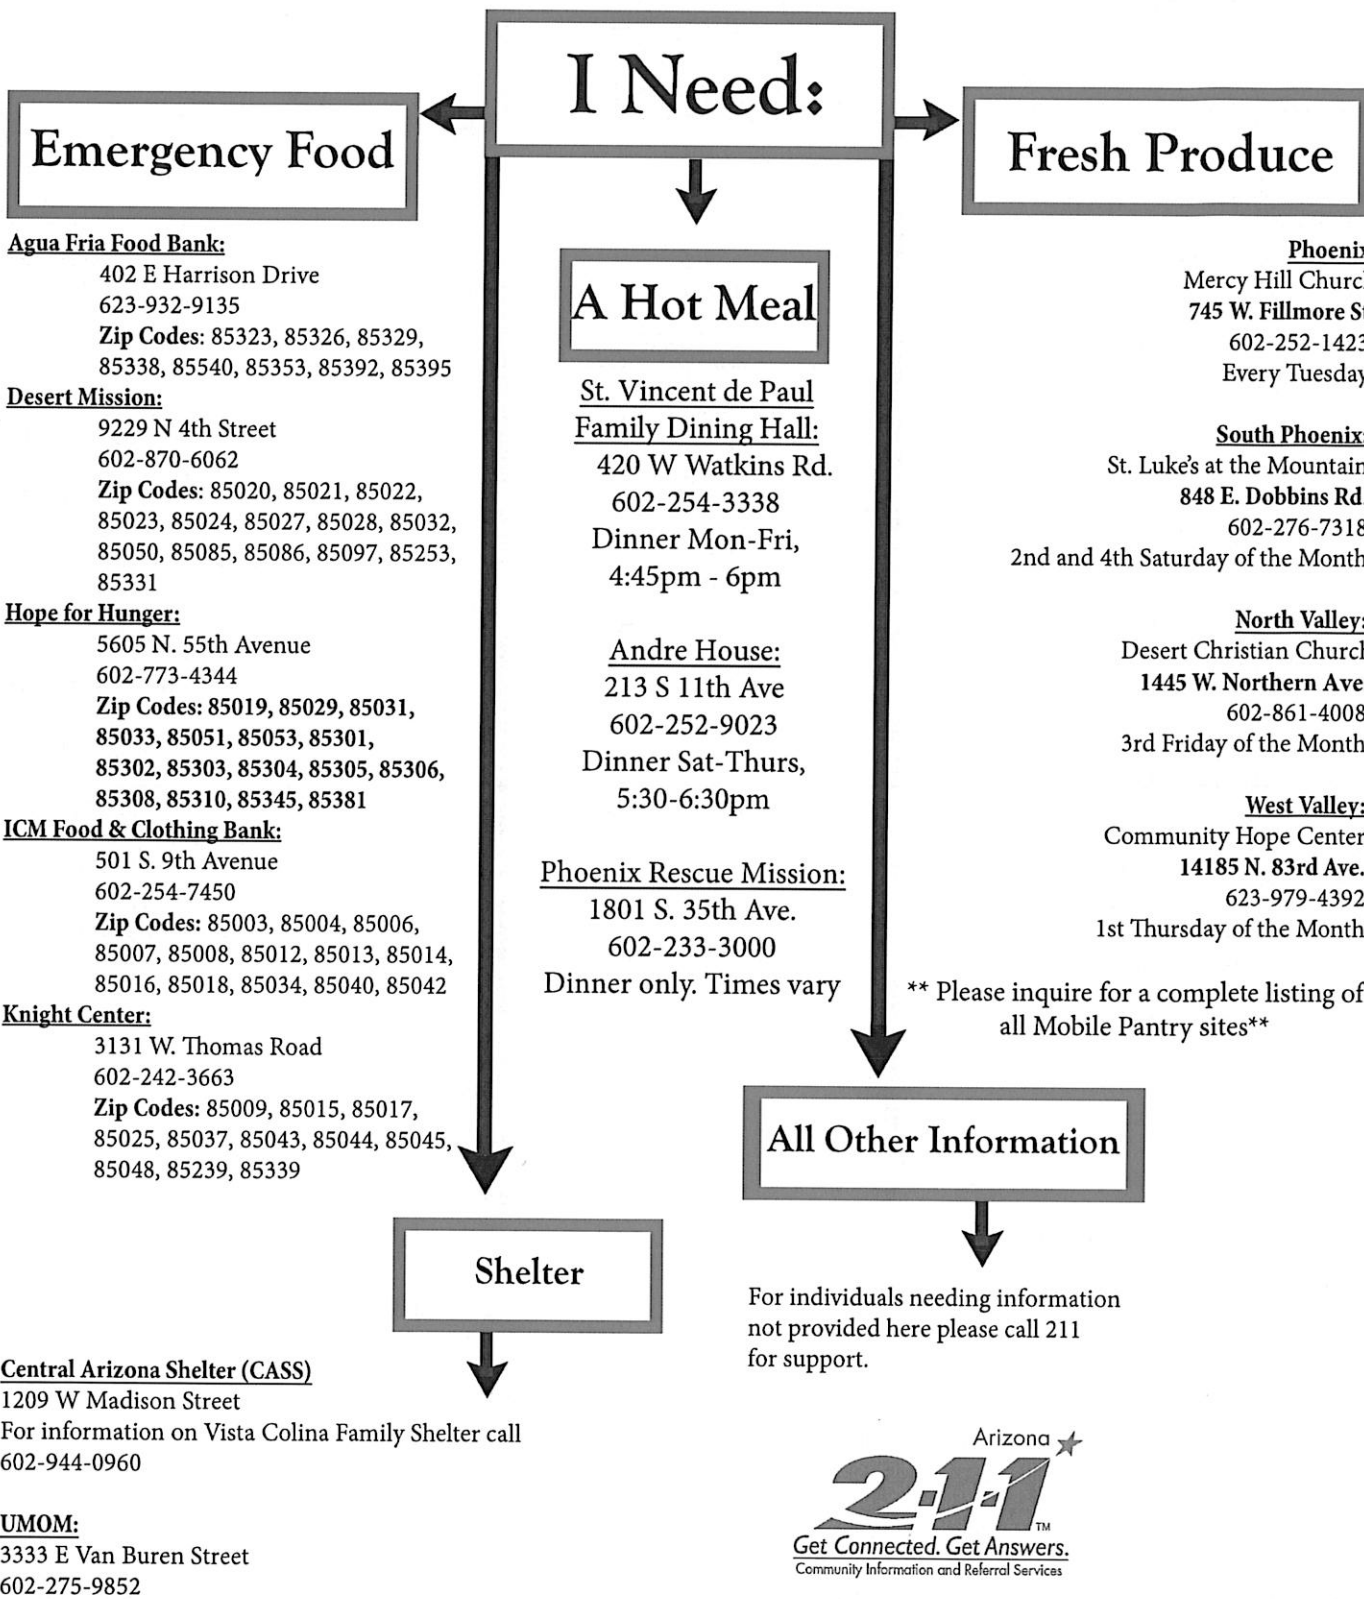 I Need:
Emergency Food
Agua Fria Food Bank:
402 E Harrison Drive
623-932-9135
Zip Codes: 85323, 85326, 85329,
85338, 85540, 85353, 85392, 85395
Desert Mission:
9229 N 4th Street
602-870-6062
Zip Codes: 85020, 85021, 85022,
85023, 85024, 85027, 85028, 85032,
85050, 85085, 85086, 85097, 85253,
85331
Hope for Hunger:
5605 N. 55th Avenue
602-773-4344
Zip Codes: 85019, 85029, 85031,
85033, 85051, 85053, 85301,
85302, 85303, 85304, 85305, 85306,
85308, 85310, 85345, 85381
ICM Food & Clothing Bank:
501 S. 9th Avenue
602-254-7450
Zip Codes: 85003, 85004, 85006,
85007, 85008, 85012, 85013, 85014,
85016, 85018, 85034, 85040, 85042
Knight Center:
3131 W. Thomas Road
602-242-3663
Zip Codes: 85009, 85015, 85017,
85025, 85037, 85043, 85044, 85045,
85048, 85239, 85339
A Hot Meal
St. Vincent de Paul
Family Dining Hall:
420 W Watkins Rd.
602-254-3338
Dinner Mon-Fri,
4:45pm - 6pm
Andre House:
213 S 11th Ave
602-252-9023
Dinner Sat-Thurs,
5:30-6:30pm
Phoenix Rescue Mission:
1801 S. 35th Ave.
602-233-3000
Dinner only. Times vary
Fresh Produce
Phoenix
Mercy Hill Church
745 W. Fillmore St
602-252-1423
Every Tuesday
South Phoenix:
St. Luke's at the Mountain
848 E. Dobbins Rd.
602-276-7318
2nd and 4th Saturday of the Month
North Valley:
Desert Christian Church
1445 W. Northern Ave
602-861-4008
3rd Friday of the Month
West Valley:
Community Hope Center
14185 N. 83rd Ave.
623-979-4392
1st Thursday of the Month
** Please inquire for a complete listing of
all Mobile Pantry sites**
All Other Information
For individuals needing information
not provided here please call 211
for support.
Shelter
Central Arizona Shelter (CASS)
1209 W Madison Street
For information on Vista Colina Family Shelter call
602-944-0960
UMOM:
3333 E Van Buren Street
602-275-9852
Arizona
2-1-1 TM
Get Connected. Get Answers.
Community Information and Referral Services